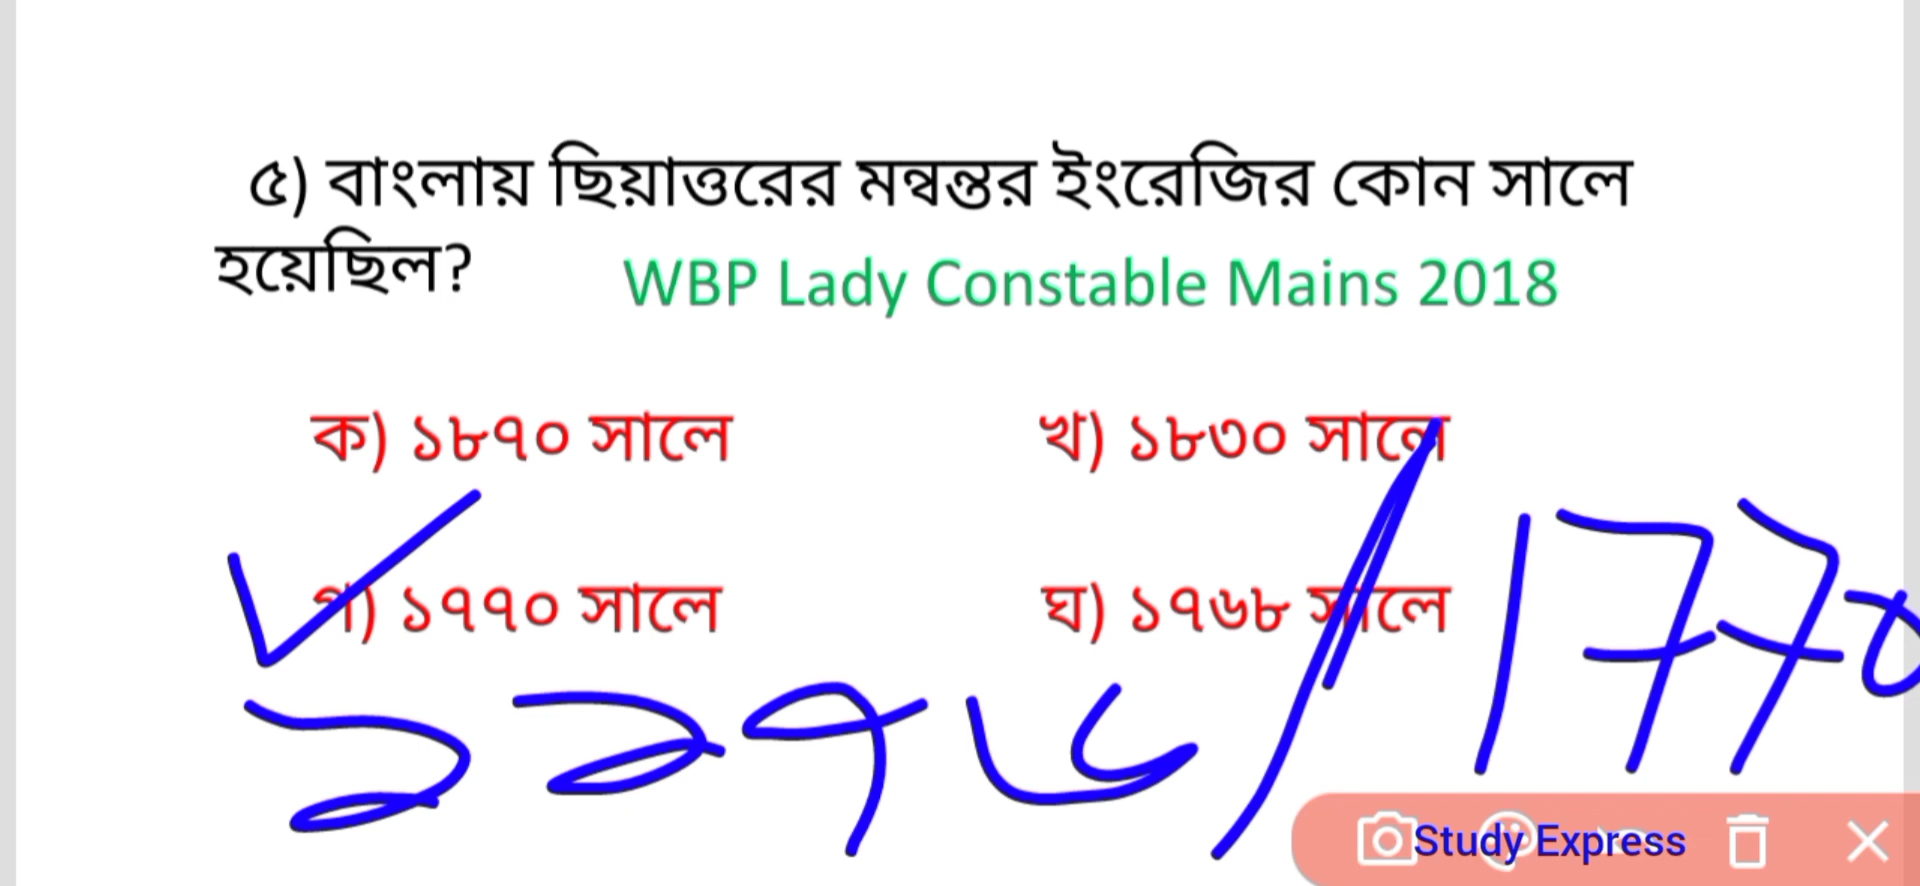 ৫) বাংলায় ছিয়াত্তরের মন্বন্তর ইংরেজির কোন সালে
হয়েছিল?
WBP Lady Constable Mains 2018
ক) ১৮৭০ সালে
খ) ১৮৩০ সালে
গ) ১৭৭০ সালে
ঘ) ১৭৬৮ সালে
১১৭৬/1770
Study Express